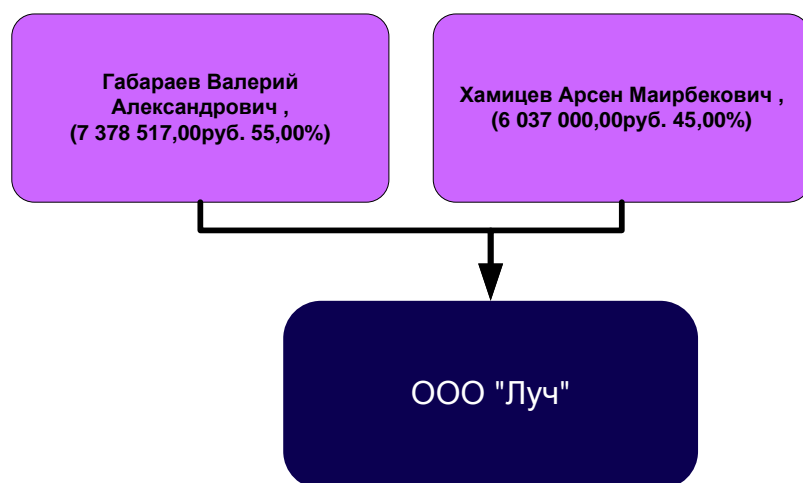 Габараев Валерий
Александрович ,
(7 378 517,00руб. 55,00%)
Хамицев Арсен Маирбекович ,
(6 037 000,00руб. 45,00%)
ООО "Луч"